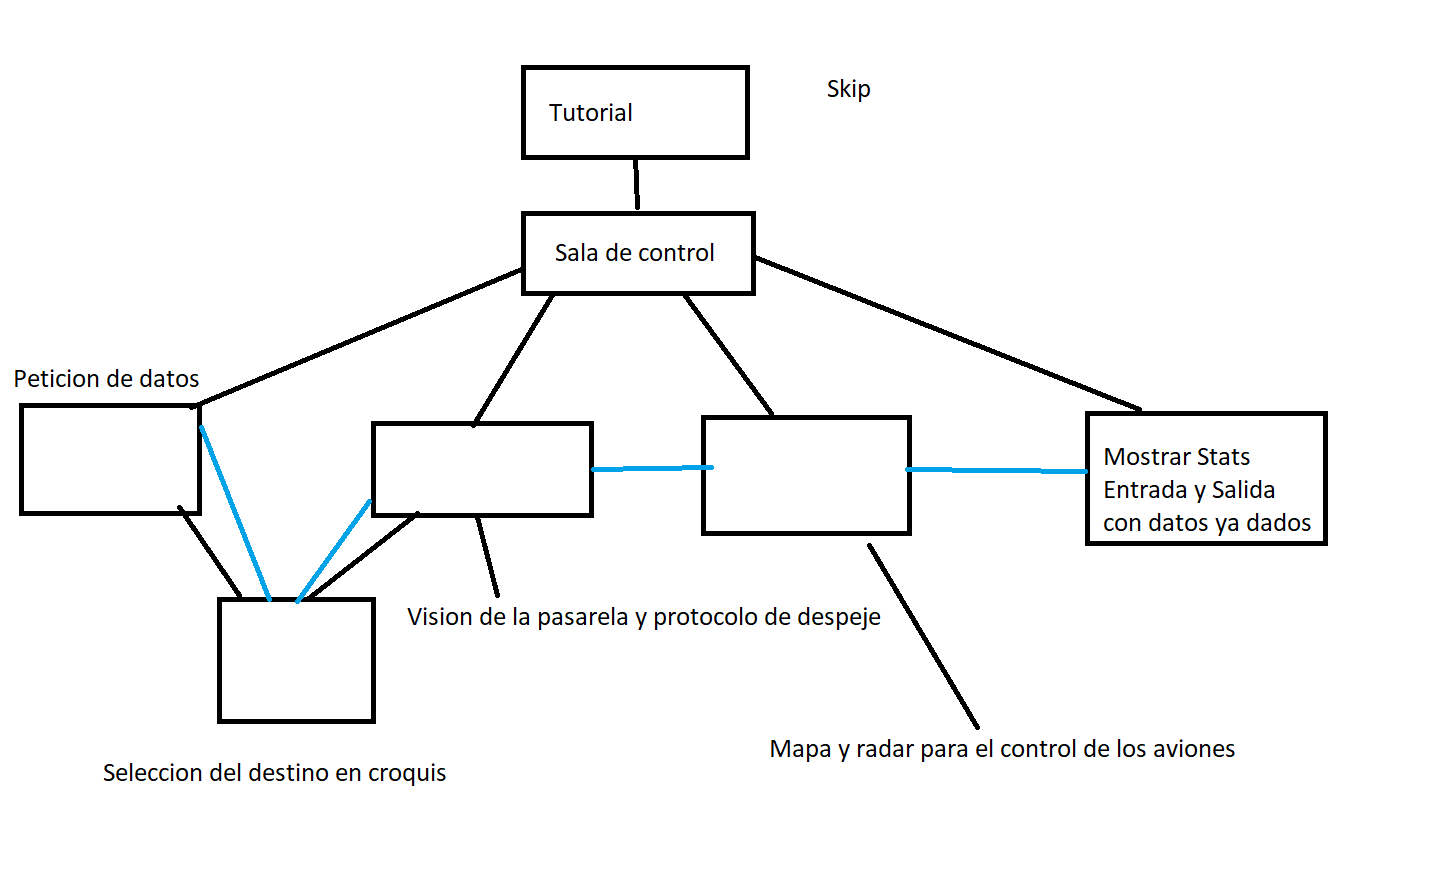 Tutorial
Skip
Sala de control
Peticion de datos
Mostrar Stats
Entrada y Salida
con datos ya dados
Vision de la pasarela y protocolo de despeje
Mapa y radar para el control de los aviones
Seleccion del destino en croquis